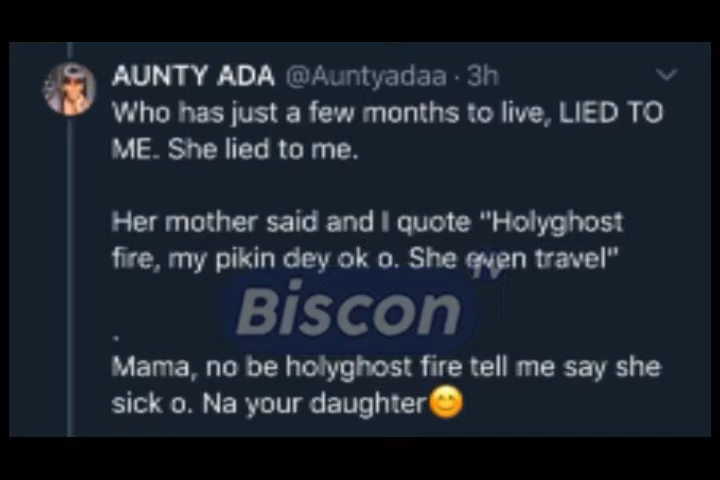 AUNTY ADA @Auntyadaa · 3h
Who has just a few months to live, LIED TO
ME. She lied to me.
Her mother said and I quote "Holyghost
fire, my pikin dey ok o. She even travel"
Biscon TV
.
Mama, no be holyghost fire tell me say she
sick o. Na your daughter😊